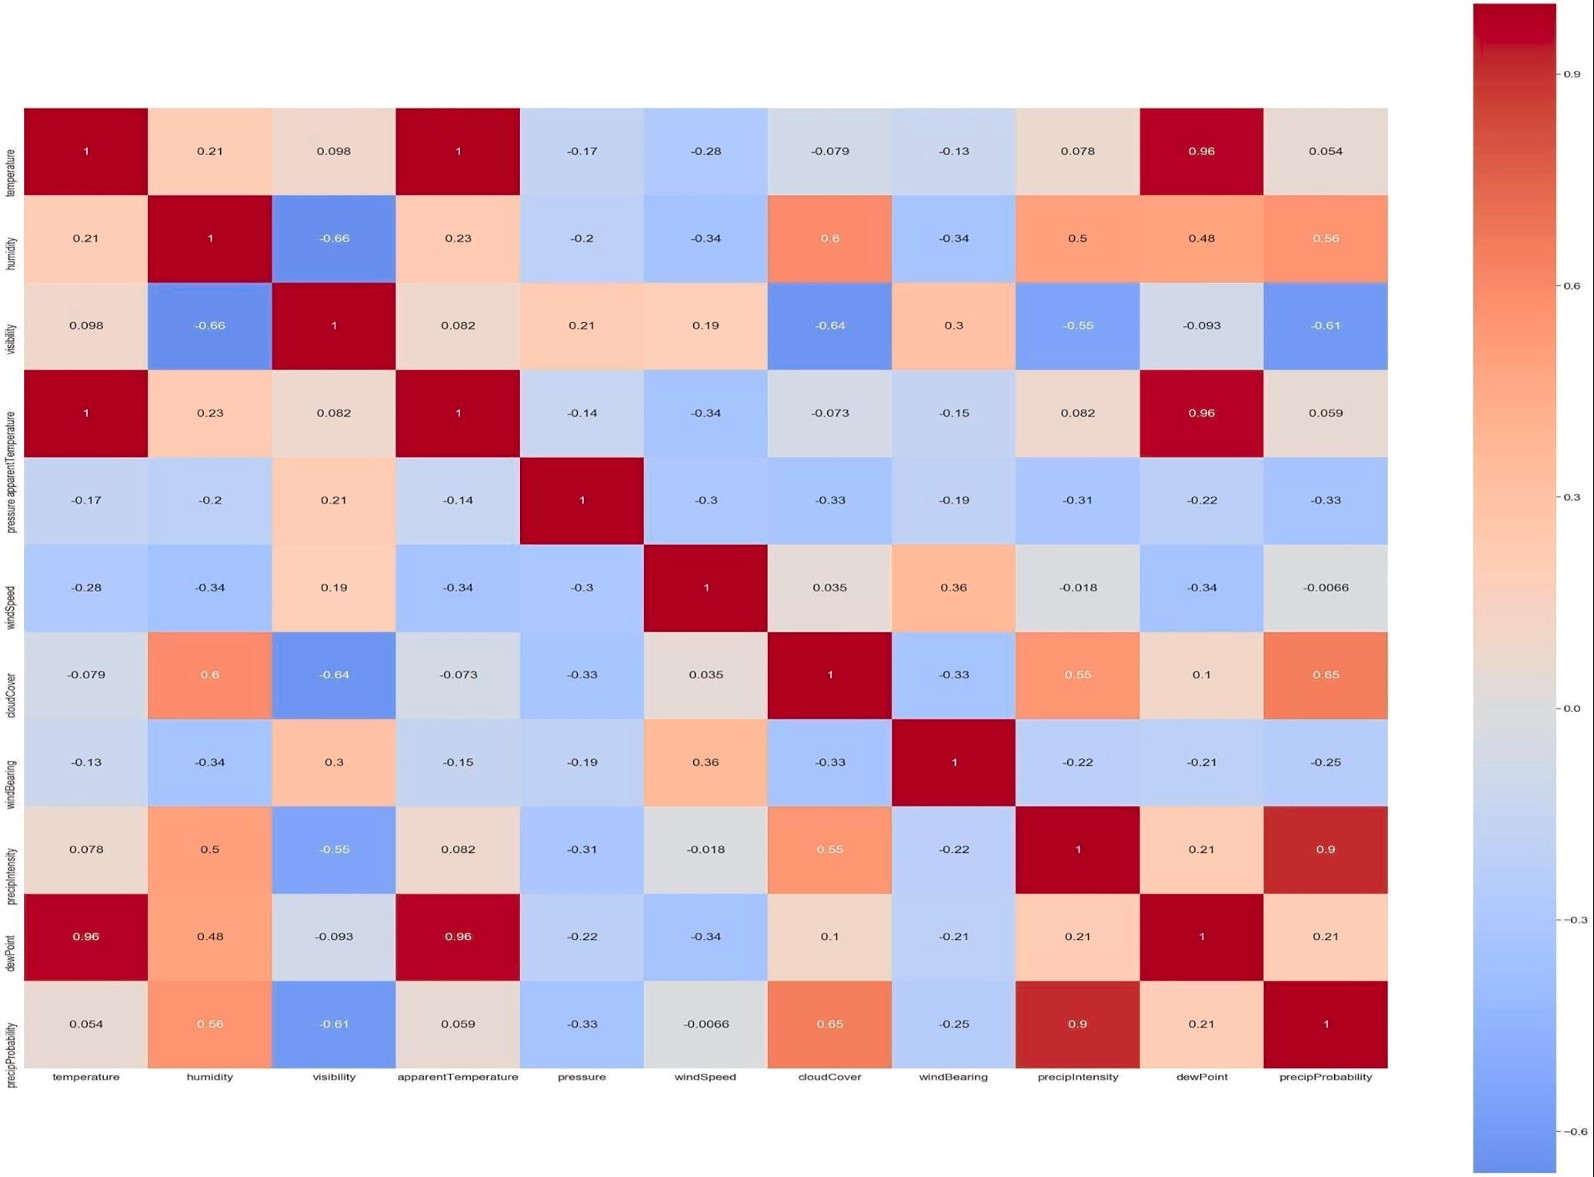 0.9
temperature 1 0.21 0.098 1 -0.17 -0.28 -0.079 -0.13 0.078 0.96 0.054
humidity 0.21 1 -0.66 0.23 -0.2 -0.34 0.6 -0.34 0.5 0.48 0.56
0.6
visibility 0.098 -0.66 1 0.082 0.21 0.19 -0.64 0.3 -0.55 -0.093 -0.61
apparentTemperature 1 0.23 0.082 1 -0.14 -0.34 -0.073 -0.15 0.082 0.96 0.059
0.3
pressure -0.17 -0.2 0.21 -0.14 1 -0.3 -0.33 -0.19 -0.31 -0.22 -0.33
windSpeed -0.28 -0.34 0.19 -0.34 -0.3 1 0.035 0.36 -0.018 -0.34 -0.0066
cloudCover -0.079 0.6 -0.64 -0.073 -0.33 0.035 1 -0.33 0.55 0.1 0.65
0.0
windBearing -0.13 -0.34 0.3 -0.15 -0.19 0.36 -0.33 1 -0.22 -0.21 -0.25
precipIntensity 0.078 0.5 -0.55 0.082 -0.31 -0.018 0.55 -0.22 1 0.21 0.9
-0.3
dewPoint 0.96 0.48 -0.093 0.96 -0.22 -0.34 0.1 -0.21 0.21 1 0.21
precipProbability 0.054 0.56 -0.61 0.059 -0.33 -0.0066 0.65 -0.25 0.9 0.21 1
temperature humidity visibility apparentTemperature pressure windSpeed cloudCover windBearing precipIntensity dewPoint precipProbability
-0.6